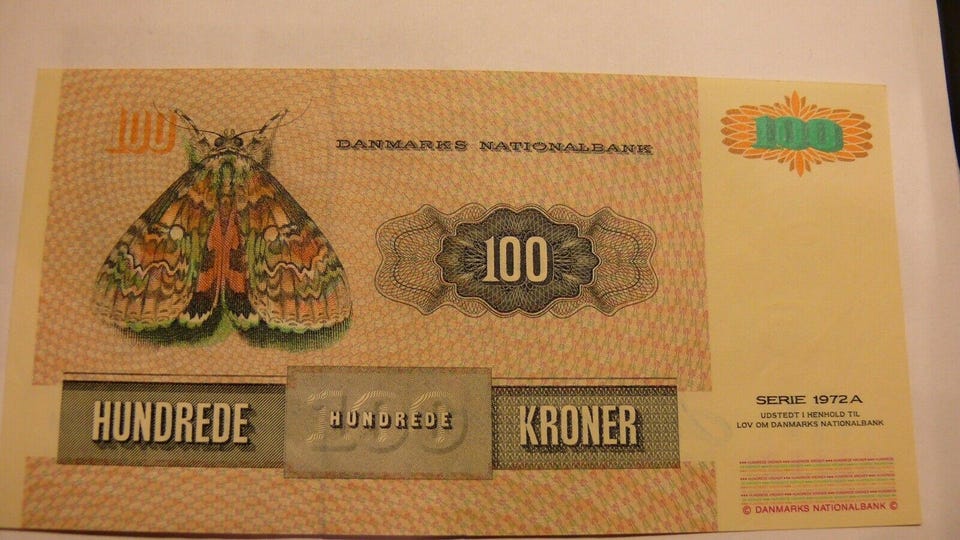 100
DANMARKS NATIONALBANK
100
100
HUNDREDE
100
HUNDREDE
KRONER
SERIE 1972A
UDSTEDT I HENHOLD TIL
LOV OM DANMARKS NATIONALBANK
© DANMARKS NATIONALBANK ©